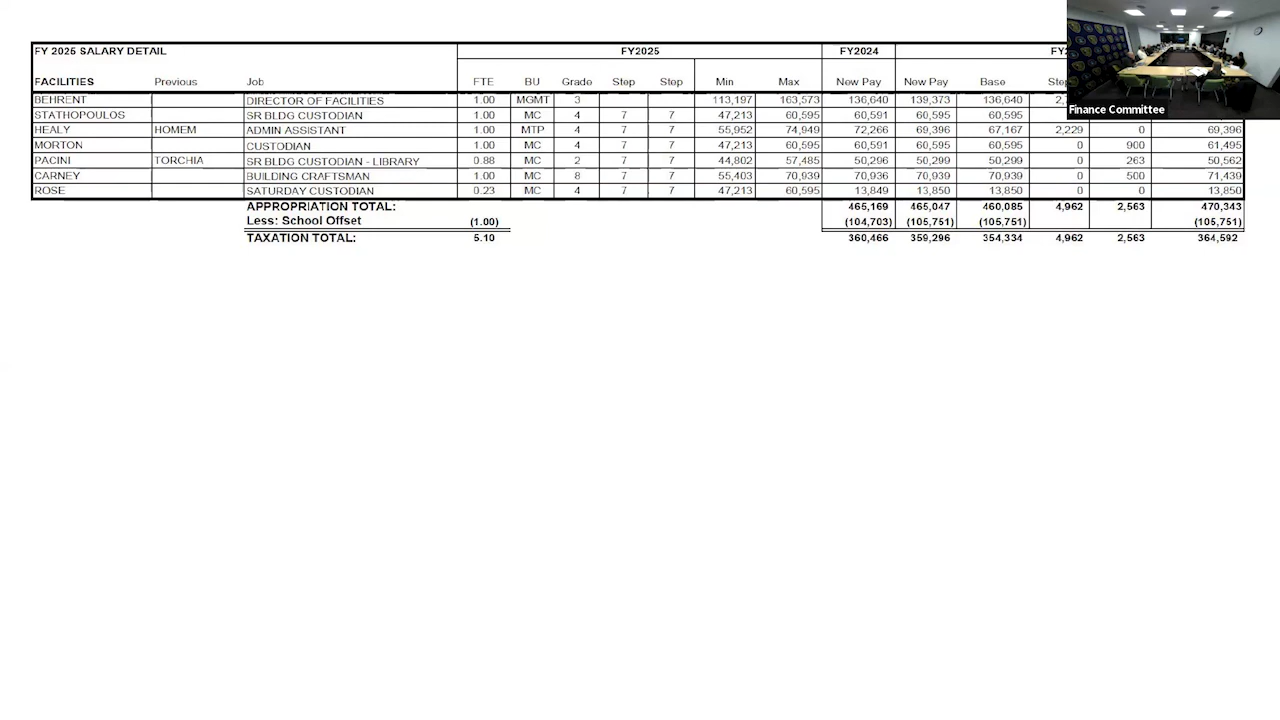 FY 2025 SALARY DETAIL FY2025 FY2024
FACILITIES Previous Job FTE BU Grade Step Step Min Max New Pay New Pay Base
BEHRENT DIRECTOR OF FACILITIES 1.00 MGMT 3 113,197 163,573 136,640 139,373 136,640
STATHOPOULOS SR BLDG CUSTODIAN 1.00 MC 4 7 7 47,213 60,595 60,591 60,595 60,595
Finance Committee
HEALY HOMEM ADMIN ASSISTANT 1.00 MTP 4 7 7 55,952 74,949 72,266 69,396 67,167 2,229 0 69,396
MORTON CUSTODIAN 1.00 MC 4 7 7 47,213 60,595 60,591 60,595 60,595 0 900 61,495
PACINI TORCHIA SR BLDG CUSTODIAN - LIBRARY 0.88 MC 2 7 7 44,802 57,485 50,296 50,299 50,299 0 263 50,562
CARNEY BUILDING CRAFTSMAN 1.00 MC 8 7 7 55,403 70,939 70,936 70,939 70,939 0 500 71,439
ROSE SATURDAY CUSTODIAN 0.23 MC 4 7 7 47,213 60,595 13,849 13,850 13,850 0 0 13,850
APPROPRIATION TOTAL: 465,169 465,047 460,085 4,962 2,563 470,343
Less: School Offset (1.00) (104,703) (105,751) (105,751) (105,751)
TAXATION TOTAL: 5.10 360,466 359,296 354,334 4,962 2,563 364,592